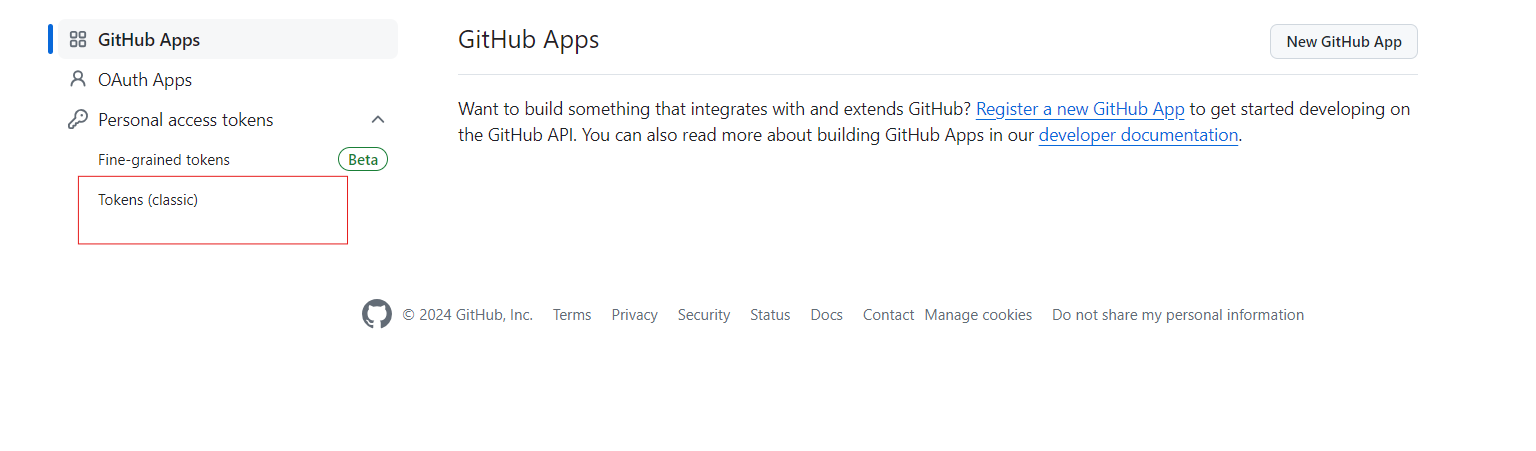 GitHub Apps
OAuth Apps
Personal access tokens
Fine-grained tokens Beta
Tokens (classic)
GitHub Apps
New GitHub App
Want to build something that integrates with and extends GitHub? Register a new GitHub App to get started developing on
the GitHub API. You can also read more about building GitHub Apps in our developer documentation.
© 2024 GitHub, Inc. Terms Privacy Security Status Docs Contact Manage cookies Do not share my personal information